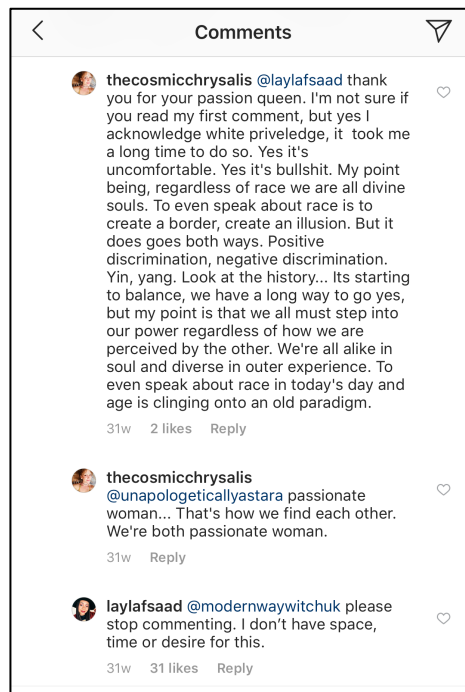 Comments
thecosmicchrysalis @laylafsaad thank
you for your passion queen. I'm not sure if
you read my first comment, but yes I
acknowledge white priveledge, it took me
a long time to do so. Yes it's
uncomfortable. Yes it's bullshit. My point
being, regardless of race we are all divine
souls. To even speak about race is to
create a border, create an illusion. But it
does goes both ways. Positive
discrimination, negative discrimination.
Yin, yang. Look at the history... Its starting
to balance, we have a long way to go yes,
but my point is that we all must step into
our power regardless of how we are
perceived by the other. We're all alike in
soul and diverse in outer experience. To
even speak about race in today's day and
age is clinging onto an old paradigm.
31w 2 likes Reply
thecosmicchrysalis
@unapologeticallyastara passionate
woman... That's how we find each other.
We're both passionate woman.
31w Reply
laylafsaad @modernwaywitchuk please
stop commenting. I don't have space,
time or desire for this.
31w 31 likes Reply